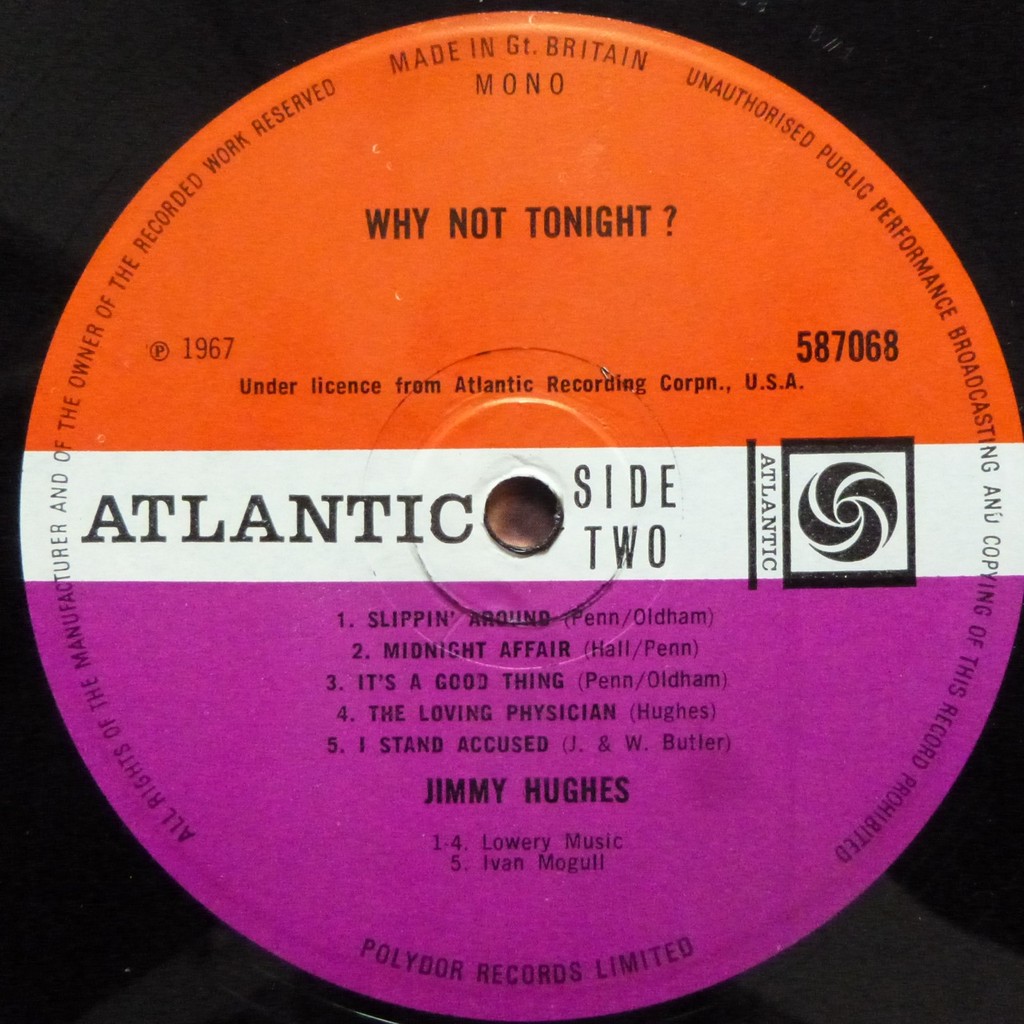 MADE IN Gt. BRITAIN
MONO
UNAUTHORISED PUBLIC PERFORMANCE BROADCASTING AND COPYING OF THIS RECORD PROHIBITED
ALL RIGHTS OF THE MANUFACTURER AND OF THE OWNER OF THE RECORDED WORK RESERVED
WHY NOT TONIGHT ?
℗ 1967
587068
Under licence from Atlantic Recording Corpn., U.S.A.
ATLANTIC
SIDE
TWO
ATLANTIC
1. SLIPPIN' AROUND (Penn/Oldham)
2. MIDNIGHT AFFAIR (Hall/Penn)
3. IT'S A GOOD THING (Penn/Oldham)
4. THE LOVING PHYSICIAN (Hughes)
5. I STAND ACCUSED (J. & W. Butler)
JIMMY HUGHES
1-4. Lowery Music
5. Ivan Mogull
POLYDOR RECORDS LIMITED